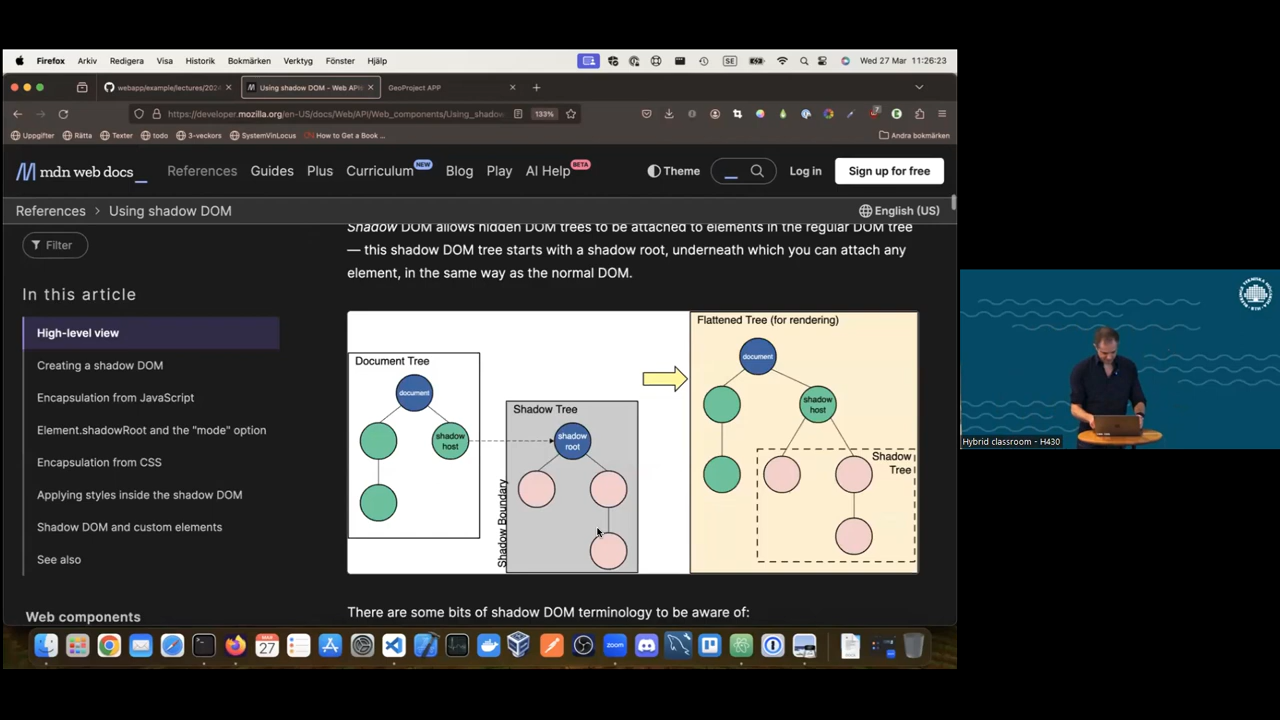 Firefox Arkiv Redigera Visa Historik Bokmärken Verktyg Fönster Hjälp SE Wed 27 Mar 11:26:23
webapp/example/lectures/2024 Using shadow DOM - Web APIs GeoProject APP
https://developer.mozilla.org/en-US/docs/Web/API/Web_components/Using_shadow 133%
Uppgifter Rätta Texter todo 3-veckors SystemVinLocus How to Get a Book ... Andra bokmärken
mdn web docs References Guides Plus Curriculum NEW Blog Play AI Help BETA Theme Log in Sign up for free
References > Using shadow DOM English (US)
Filter
In this article
High-level view
Creating a shadow DOM
Encapsulation from JavaScript
Element.shadowRoot and the "mode" option
Encapsulation from CSS
Applying styles inside the shadow DOM
Shadow DOM and custom elements
See also
Web components
Shadow DOM allows hidden DOM trees to be attached to elements in the regular DOM tree
— this shadow DOM tree starts with a shadow root, underneath which you can attach any
element, in the same way as the normal DOM.
Document Tree
document
shadow
host
Shadow Tree
shadow
root
Shadow Boundary
Flattened Tree (for rendering)
document
shadow
host
Shadow
Tree
There are some bits of shadow DOM terminology to be aware of:
MAR
27
zoom
Hybrid classroom - H430